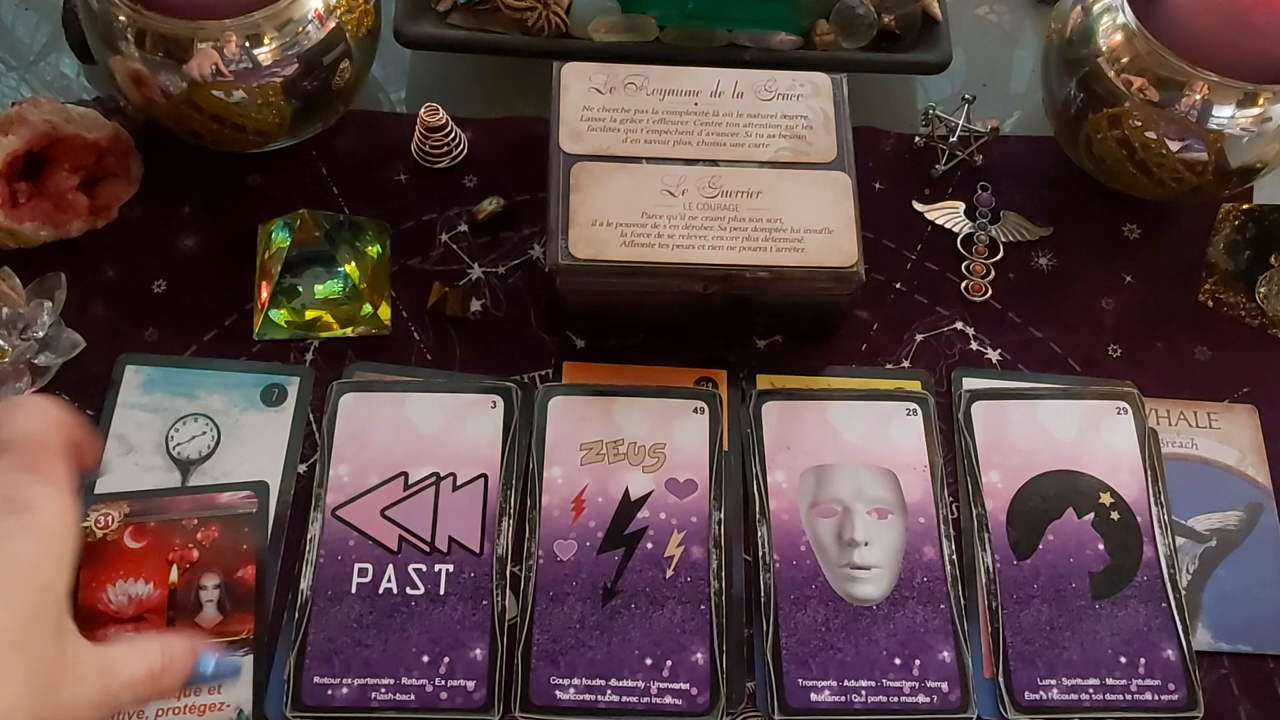 Le Royaume de la Grâce
Ne cherche pas la complexité là où le naturel œuvre.
Laisse la grâce t'effleurer. Centre ton attention sur les
facilités qui t'empêchent d'avancer. Si tu as besoin
d'en savoir plus, choisis une carte.
Le Guerrier
LE COURAGE
Parce qu'il ne craint plus son sort,
il a le pouvoir de s'en dérober. Sa peur domptée lui insuffle
la force de se relever, encore plus déterminé.
Affronte tes peurs et rien ne pourra t'arrêter.
7
31
et
protégez-
3
PAST
Retour ex-partenaire - Return - Ex partner
Flash-back
21
49
ZEUS
Coup de foudre - Suddenly - Unerwartet
Rencontre subite avec un inconnu
28
Tromperie - Adultère - Treachery - Verrat
Méfiance ! Qui porte ce masque ?
29
Lune - Spiritualité - Moon - Intuition
Être à l'écoute de soi dans le mois à venir
WHALE
Breach